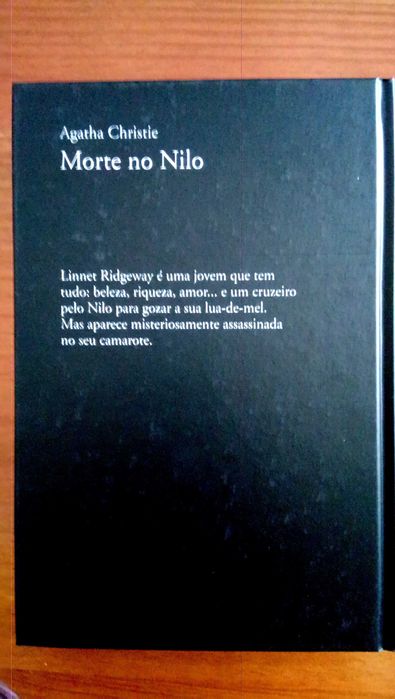 Agatha Christie
Morte no Nilo
Linnet Ridgeway é uma jovem que tem
tudo: beleza, riqueza, amor... e um cruzeiro
pelo Nilo para gozar a sua lua-de-mel.
Mas aparece misteriosamente assassinada
no seu camarote.